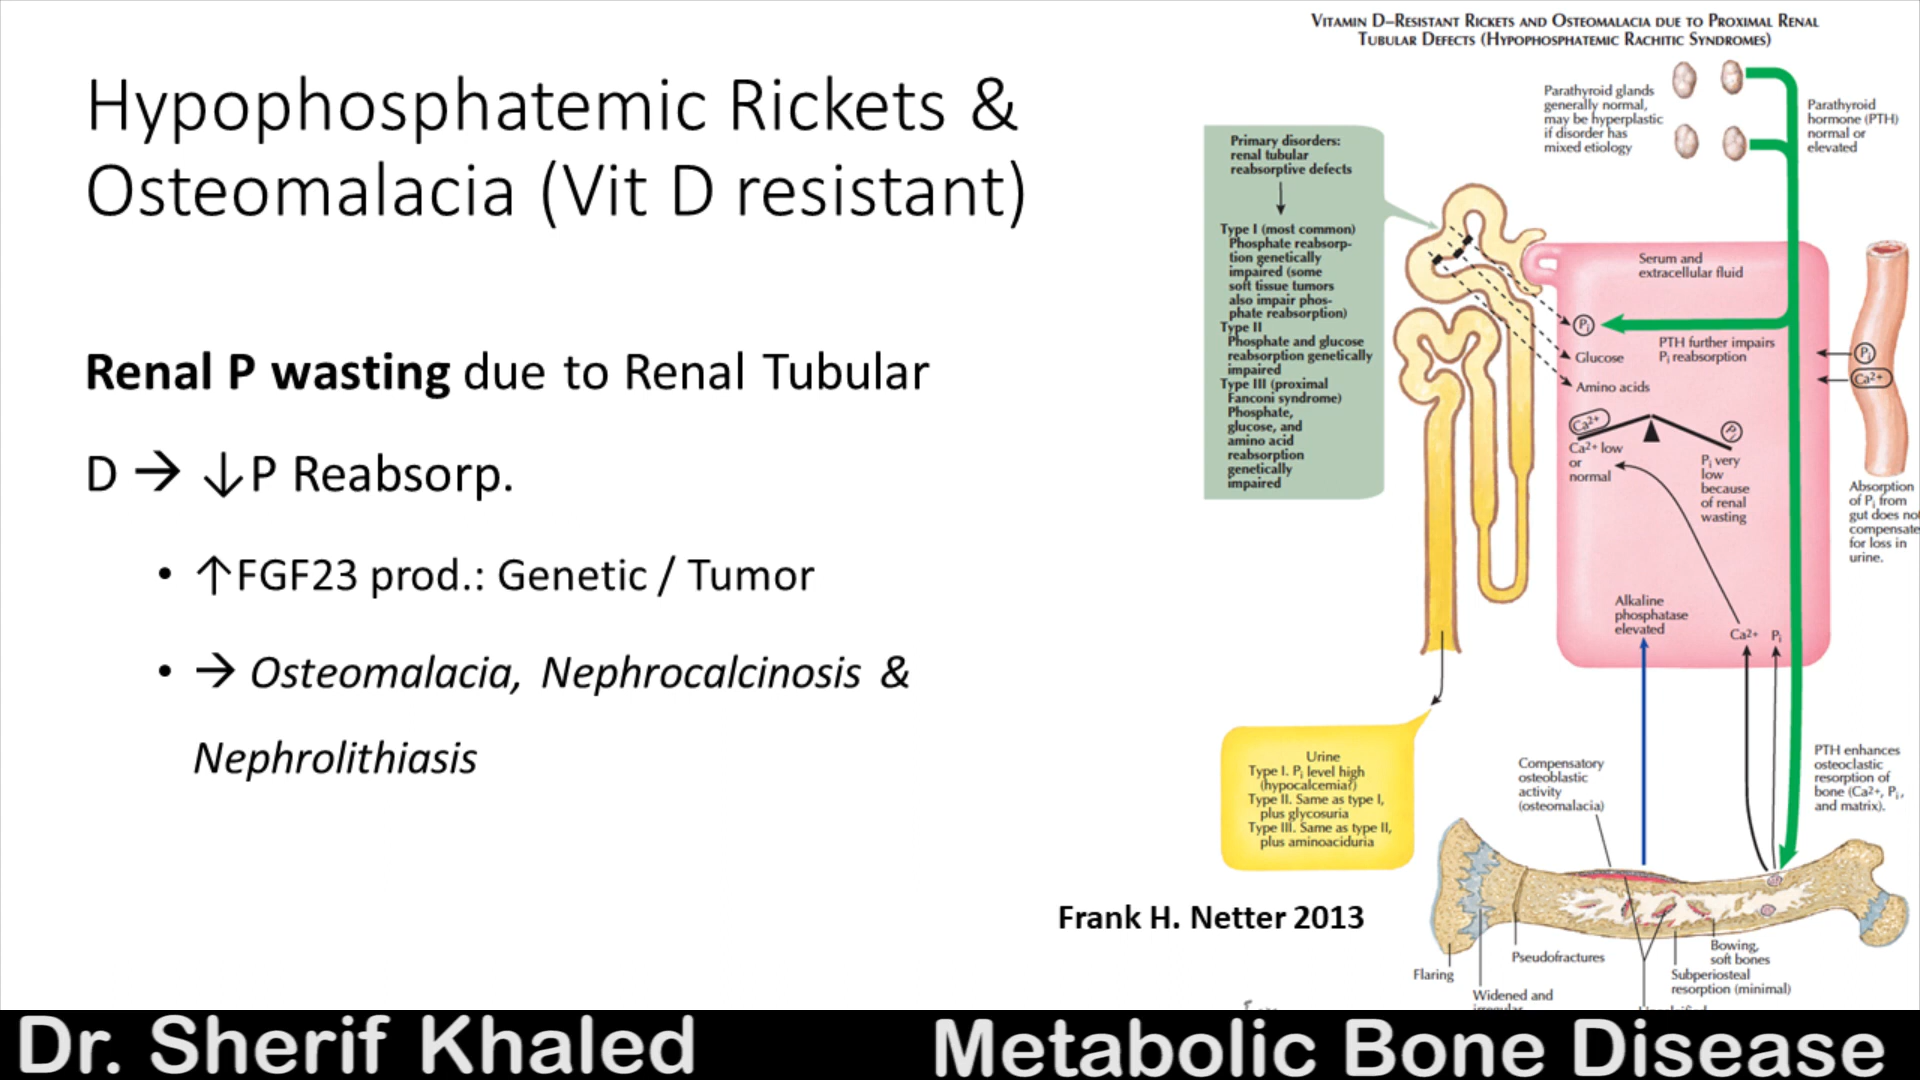 Hypophosphatemic Rickets &
Osteomalacia (Vit D resistant)
Renal P wasting due to Renal Tubular
D → ↓P Reabsorp.
• ↑FGF23 prod.: Genetic / Tumor
• → Osteomalacia, Nephrocalcinosis &
Nephrolithiasis
VITAMIN D–RESISTANT RICKETS AND OSTEOMALACIA DUE TO PROXIMAL RENAL
TUBULAR DEFECTS (HYPOPHOSPHATEMIC RACHITIC SYNDROMES)
Parathyroid glands
generally normal,
may be hyperplastic
if disorder has
mixed etiology
Parathyroid
hormone (PTH)
normal or
elevated
Primary disorders:
renal tubular
reabsorptive defects
Type I (most common)
Phosphate reabsorp-
tion genetically
impaired (some
soft tissue tumors
also impair phos-
phate reabsorption)
Type II
Phosphate and glucose
reabsorption genetically
impaired
Type III (proximal
Fanconi syndrome)
Phosphate,
glucose, and
amino acid
reabsorption
genetically
impaired
Serum and
extracellular fluid
Pi
Glucose
Amino acids
PTH further impairs
Pi reabsorption
Pi
Ca2+
Ca2+
Pi
Ca2+ low
or
normal
Pi very
low
because
of renal
wasting
Absorption
of Pi from
gut does not
compensate
for loss in
urine.
Alkaline
phosphatase
elevated
Ca2+ Pi
Urine
Type I. Pi level high
(hypocalcemia?)
Type II. Same as type I,
plus glycosuria
Type III. Same as type II,
plus aminoaciduria
Compensatory
osteoblastic
activity
(osteomalacia)
PTH enhances
osteoclastic
resorption of
bone (Ca2+, Pi,
and matrix).
Frank H. Netter 2013
Flaring
Pseudofractures
Bowing,
soft bones
Subperiosteal
resorption (minimal)
Widened and
Dr. Sherif Khaled
Metabolic Bone Disease